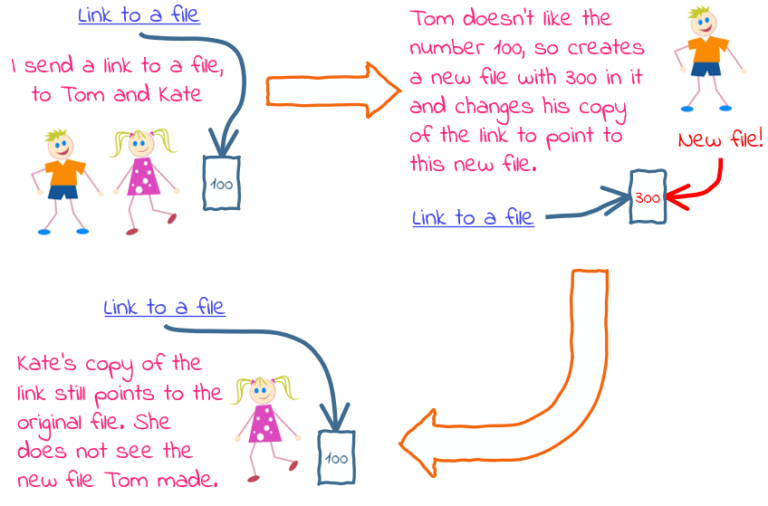 Link to a file
I send a link to a file,
to Tom and Kate
100
Tom doesn't like the
number 100, so creates
a new file with 300 in it
and changes his copy
of the link to point to
this new file.
New file!
Link to a file
300
Link to a file
Kate's copy of the
link still points to the
original file. She
does not see the
new file Tom made.
100